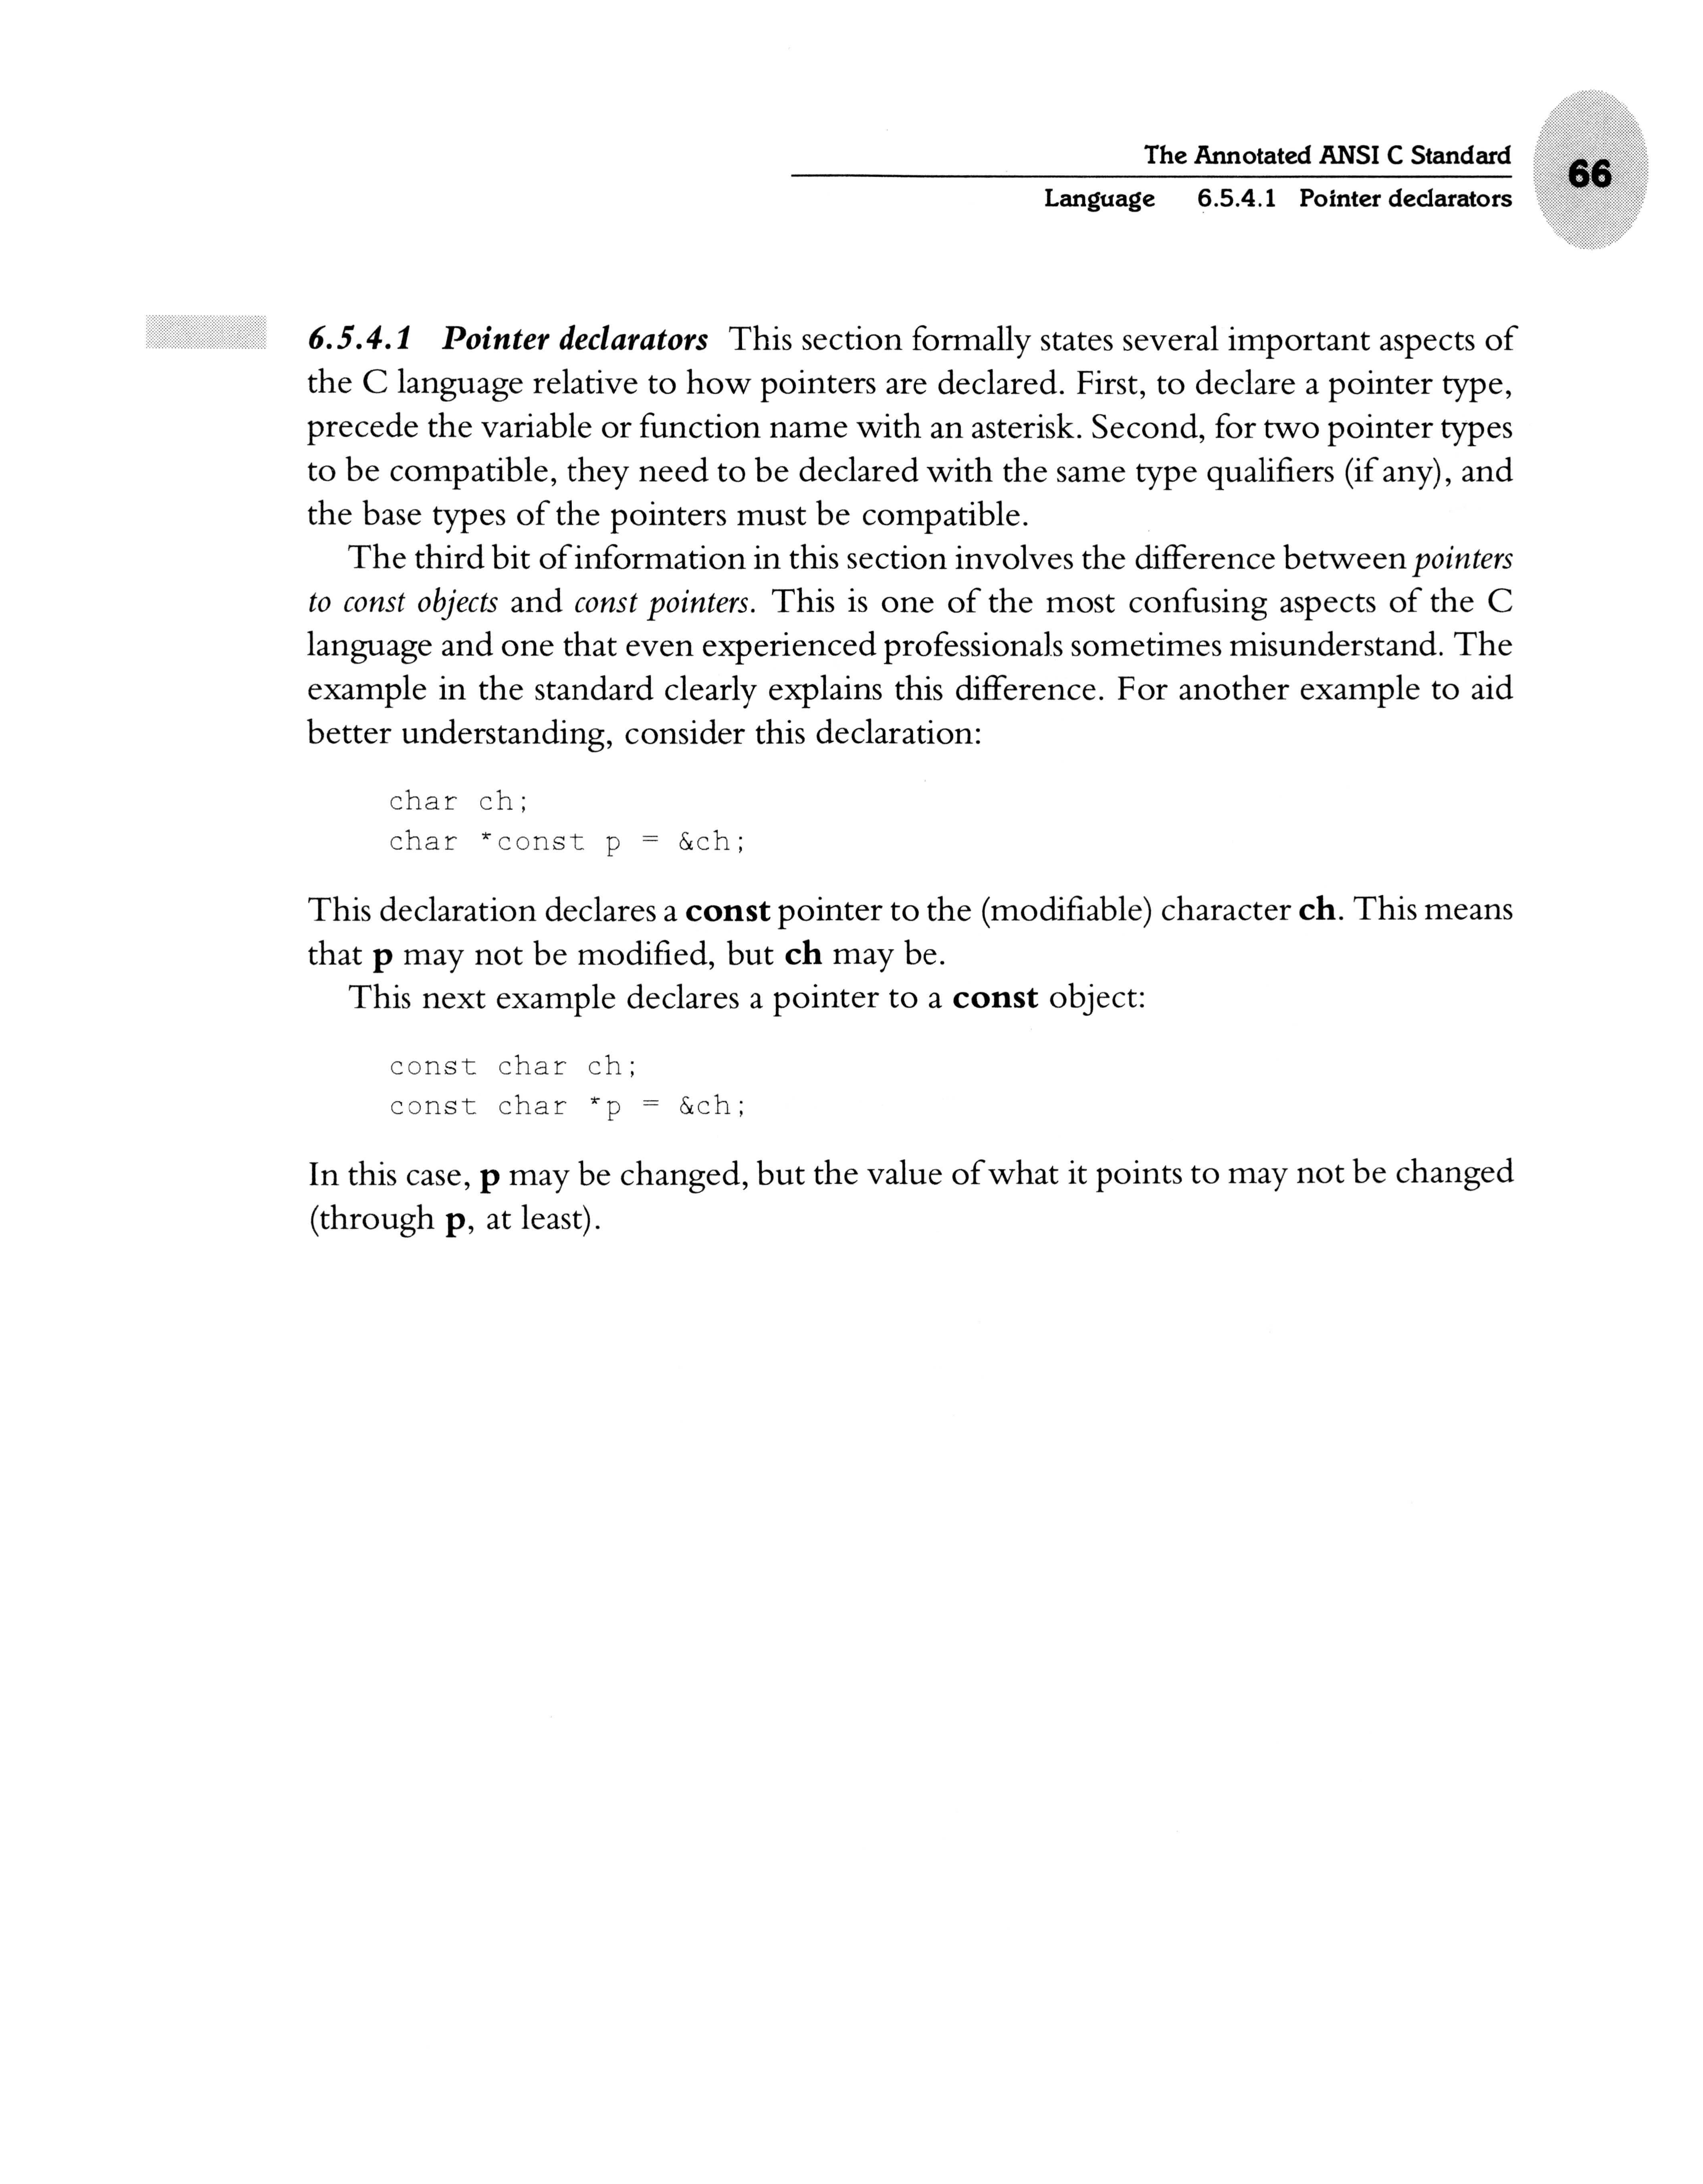 The Annotated ANSI C Standard
66
Language 6.5.4.1 Pointer declarators
6.5.4.1 Pointer declarators This section formally states several important aspects of
the C language relative to how pointers are declared. First, to declare a pointer type,
precede the variable or function name with an asterisk. Second, for two pointer types
to be compatible, they need to be declared with the same type qualifiers (if any), and
the base types of the pointers must be compatible.
The third bit of information in this section involves the difference between pointers
to const objects and const pointers. This is one of the most confusing aspects of the C
language and one that even experienced professionals sometimes misunderstand. The
example in the standard clearly explains this difference. For another example to aid
better understanding, consider this declaration:
char ch;
char *const p = &ch;
This declaration declares a const pointer to the (modifiable) character ch. This means
that p may not be modified, but ch may be.
This next example declares a pointer to a const object:
const char ch;
const char *p = &ch;
In this case, p may be changed, but the value of what it points to may not be changed
(through p, at least).